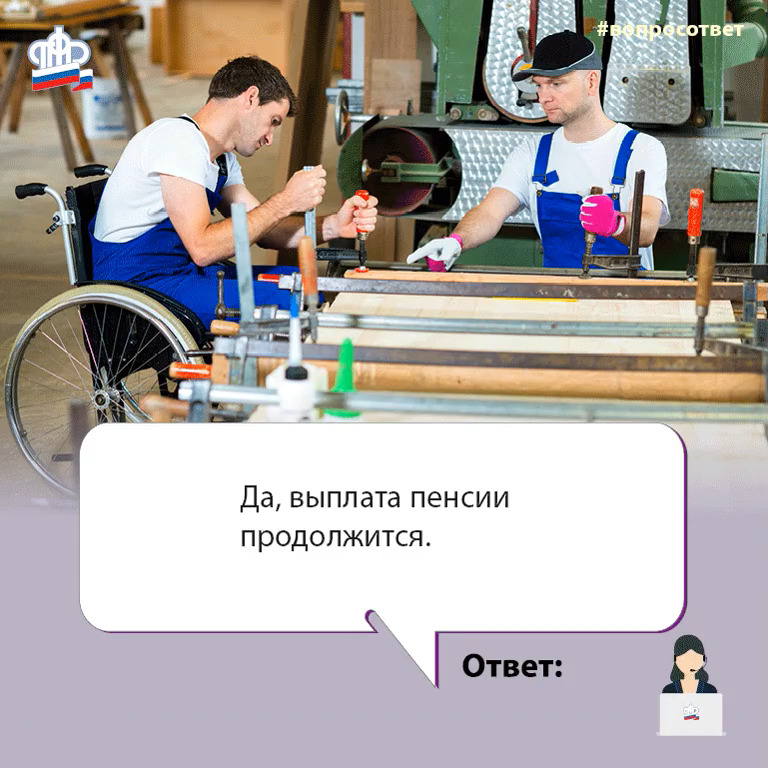 #вопросответ
Да, выплата пенсии
продолжится.
Ответ: